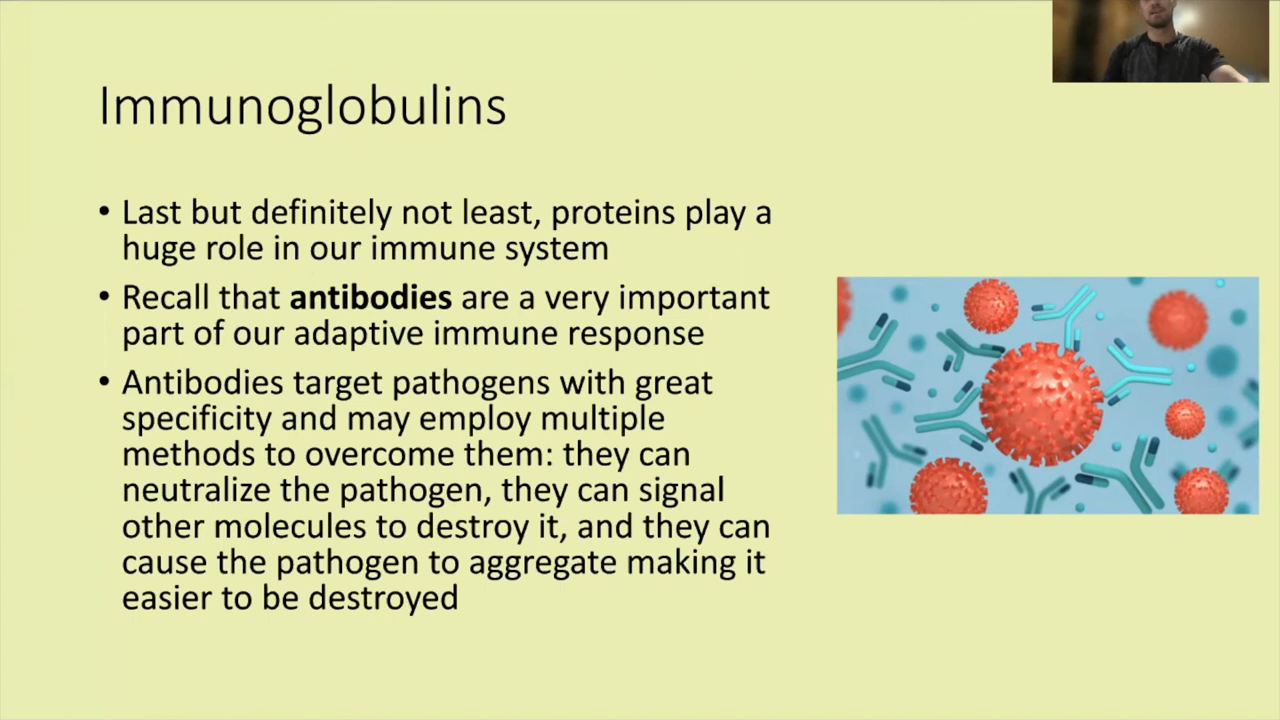 Immunoglobulins
• Last but definitely not least, proteins play a
huge role in our immune system
• Recall that antibodies are a very important
part of our adaptive immune response
• Antibodies target pathogens with great
specificity and may employ multiple
methods to overcome them: they can
neutralize the pathogen, they can signal
other molecules to destroy it, and they can
cause the pathogen to aggregate making it
easier to be destroyed